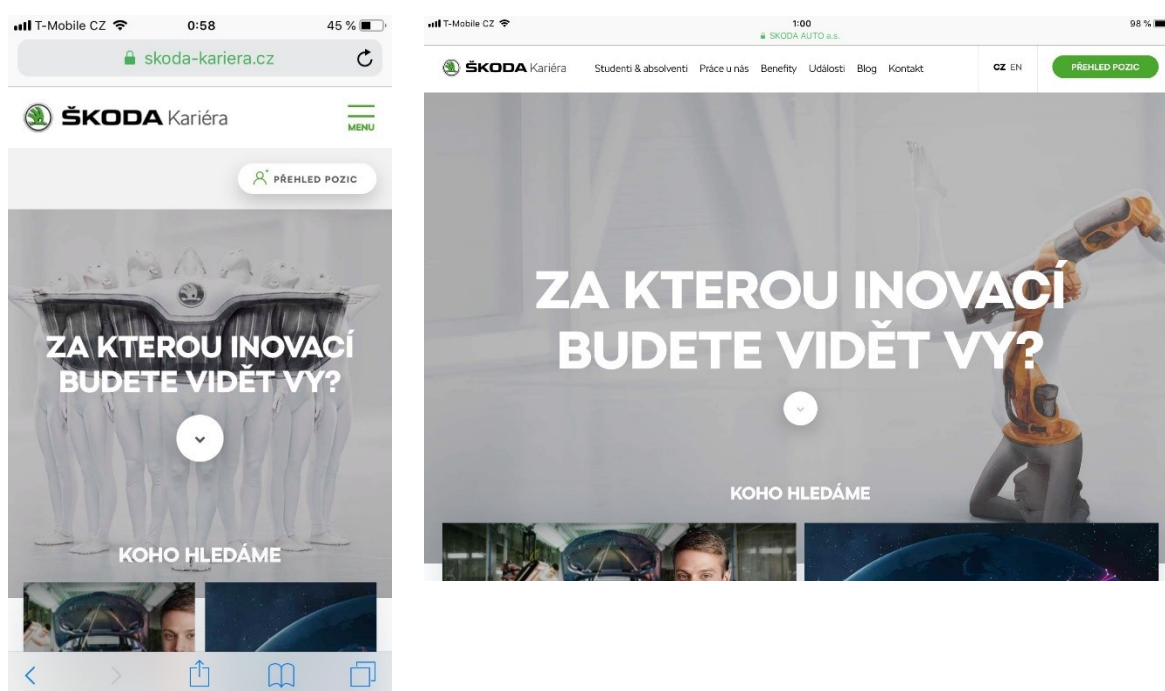 T-Mobile CZ 0:58 45 %
skoda-kariera.cz
ŠKODA Kariéra
MENU
PŘEHLED POZIC
ZA KTEROU INOVACÍ
BUDETE VIDĚT VY?
KOHO HLEDÁME
T-Mobile CZ 1:00 98 %
SKODA AUTO a.s.
ŠKODA Kariéra Studenti & absolventi Práce u nás Benefity Události Blog Kontakt CZ EN PŘEHLED POZIC
ZA KTEROU INOVACÍ
BUDETE VIDĚT VY?
KOHO HLEDÁME